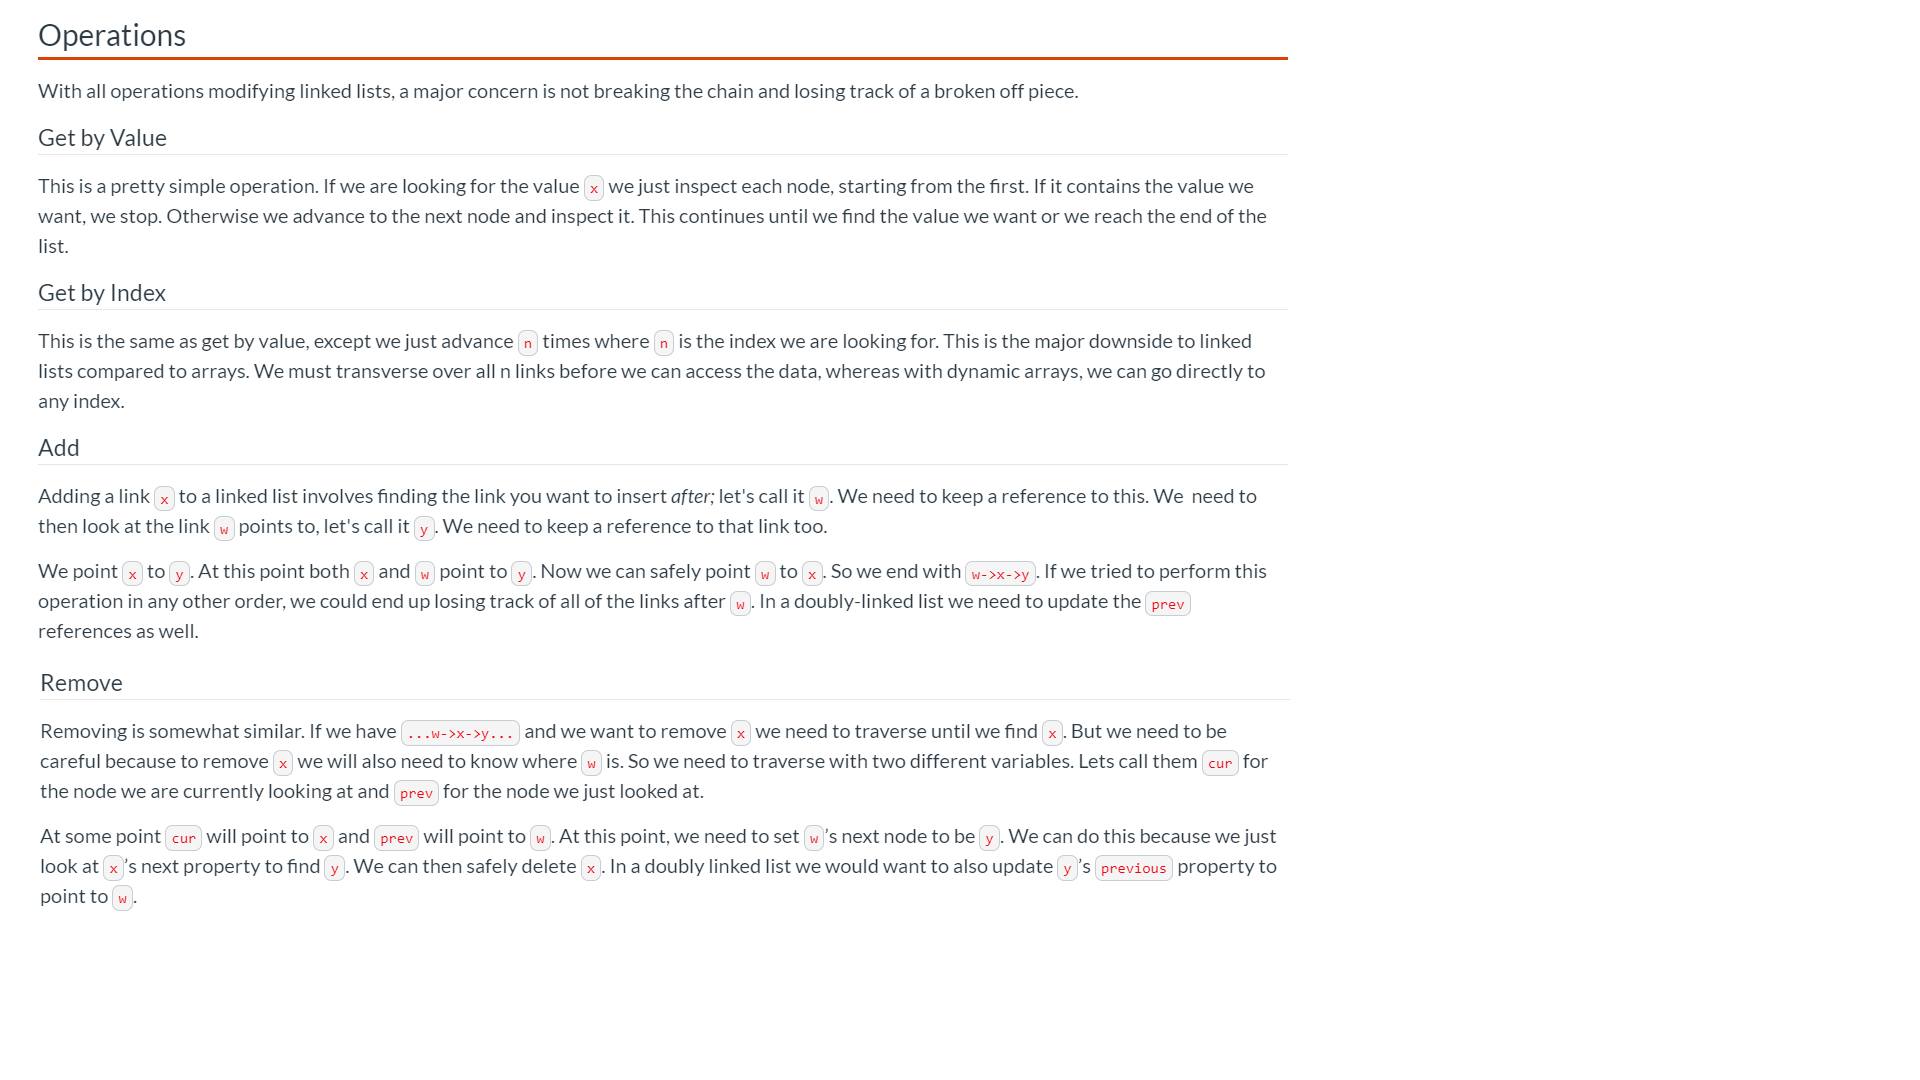 Operations
With all operations modifying linked lists, a major concern is not breaking the chain and losing track of a broken off piece.
Get by Value
This is a pretty simple operation. If we are looking for the value x we just inspect each node, starting from the first. If it contains the value we
want, we stop. Otherwise we advance to the next node and inspect it. This continues until we find the value we want or we reach the end of the
list.
Get by Index
This is the same as get by value, except we just advance n times where n is the index we are looking for. This is the major downside to linked
lists compared to arrays. We must transverse over all n links before we can access the data, whereas with dynamic arrays, we can go directly to
any index.
Add
Adding a link x to a linked list involves finding the link you want to insert after; let's call it w. We need to keep a reference to this. We  need to
then look at the link w points to, let's call it y. We need to keep a reference to that link too.
We point x to y. At this point both x and w point to y. Now we can safely point w to x. So we end with w->x->y. If we tried to perform this
operation in any other order, we could end up losing track of all of the links after w. In a doubly-linked list we need to update the prev
references as well.
Remove
Removing is somewhat similar. If we have ...w->x->y... and we want to remove x we need to traverse until we find x. But we need to be
careful because to remove x we will also need to know where w is. So we need to traverse with two different variables. Lets call them cur for
the node we are currently looking at and prev for the node we just looked at.
At some point cur will point to x and prev will point to w. At this point, we need to set w's next node to be y. We can do this because we just
look at x's next property to find y. We can then safely delete x. In a doubly linked list we would want to also update y's previous property to
point to w.